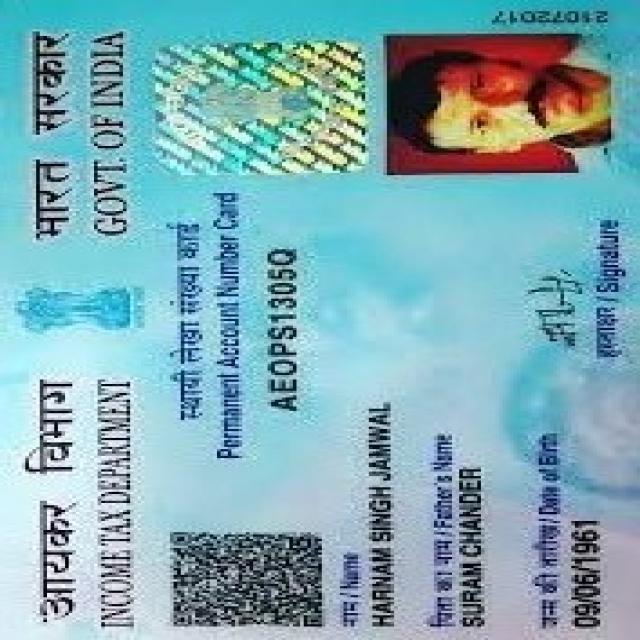 आयकर विभाग
INCOME TAX DEPARTMENT
भारत सरकार
GOVT. OF INDIA
स्थायी लेखा संख्या कार्ड
Permanent Account Number Card
AEOPS1305Q
नाम / Name
HARNAM SINGH JAMWAL
पिता का नाम / Father's Name
SURAM CHANDER
जन्म की तारीख / Date of Birth
09/06/1961
हस्ताक्षर / Signature
21072017